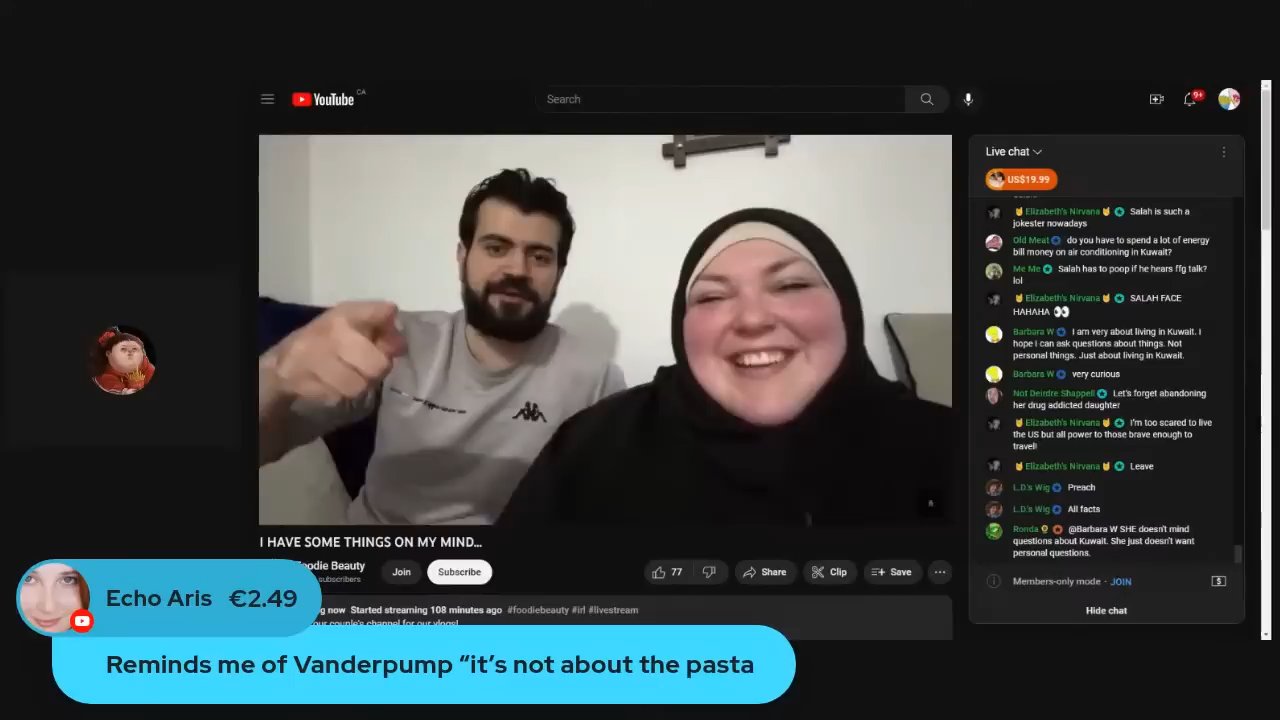 YouTube CA
Search
9+
Live chat
US$19.99
Elizabeth's Nirvana Salah is such a
jokester nowadays
Old Meat do you have to spend a lot of energy
bill money on air conditioning in Kuwait?
Me Me Salah has to poop if he hears ffg talk?
lol
Elizabeth's Nirvana SALAH FACE
HAHAHA 👀
Barbara W I am very about living in Kuwait. I
hope I can ask questions about things. Not
personal things. Just about living in Kuwait.
Barbara W very curious
Not Deirdre Shappell Let's forget abandoning
her drug addicted daughter
Elizabeth's Nirvana I'm too scared to live
the US but all power to those brave enough to
travel!
Elizabeth's Nirvana Leave
L.D.'s Wig Preach
L.D.'s Wig All facts
Ronda @Barbara W SHE doesn't mind
questions about Kuwait. She just doesn't want
personal questions.
Members-only mode - JOIN
Hide chat
Kappa
I HAVE SOME THINGS ON MY MIND...
Foodie Beauty
subscribers
Join
Subscribe
77
Share
Clip
Save
now Started streaming 108 minutes ago #foodiebeauty #irl #livestream
our couple's channel for our vlogs!
Echo Aris €2.49
Reminds me of Vanderpump “it’s not about the pasta